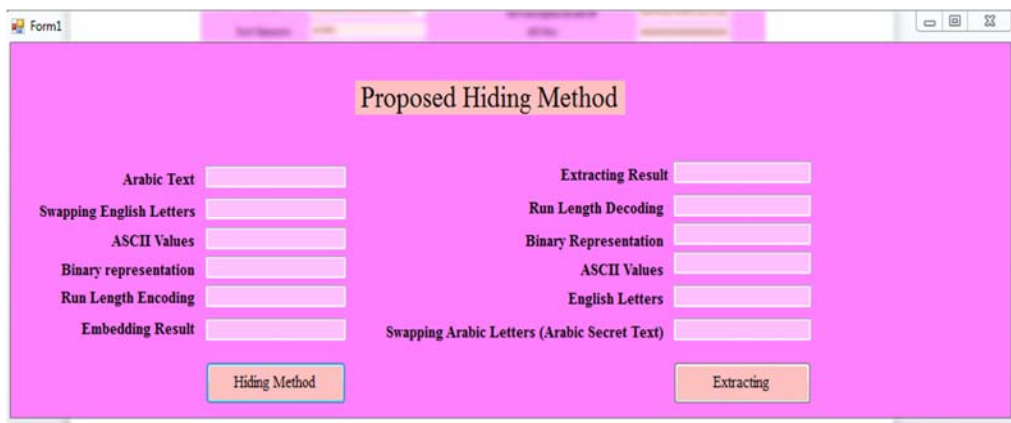 Form1
Proposed Hiding Method
Arabic Text
Swapping English Letters
ASCII Values
Binary representation
Run Length Encoding
Embedding Result
Hiding Method
Extracting Result
Run Length Decoding
Binary Representation
ASCII Values
English Letters
Swapping Arabic Letters (Arabic Secret Text)
Extracting